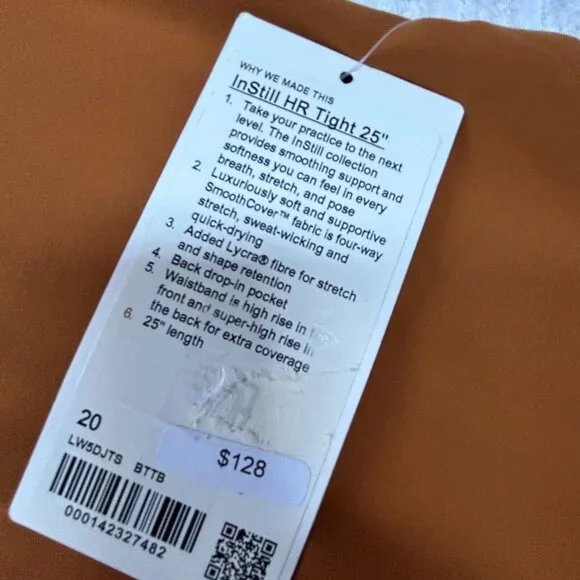 WHY WE MADE THIS
InStill HR Tight 25"
1. Take your practice to the next
level. The InStill collection
provides smoothing support and
softness you can feel in every
breath, stretch, and pose
2. Luxuriously soft and supportive
SmoothCover™ fabric is four-way
stretch, sweat-wicking and
quick-drying
3. Added Lycra® fibre for stretch
and shape retention
4. Back drop-in pocket
5. Waistband is high rise in
front and super-high rise in
the back for extra coverage
6. 25" length
20
LW5DJTS BTTB
$128
000142327482